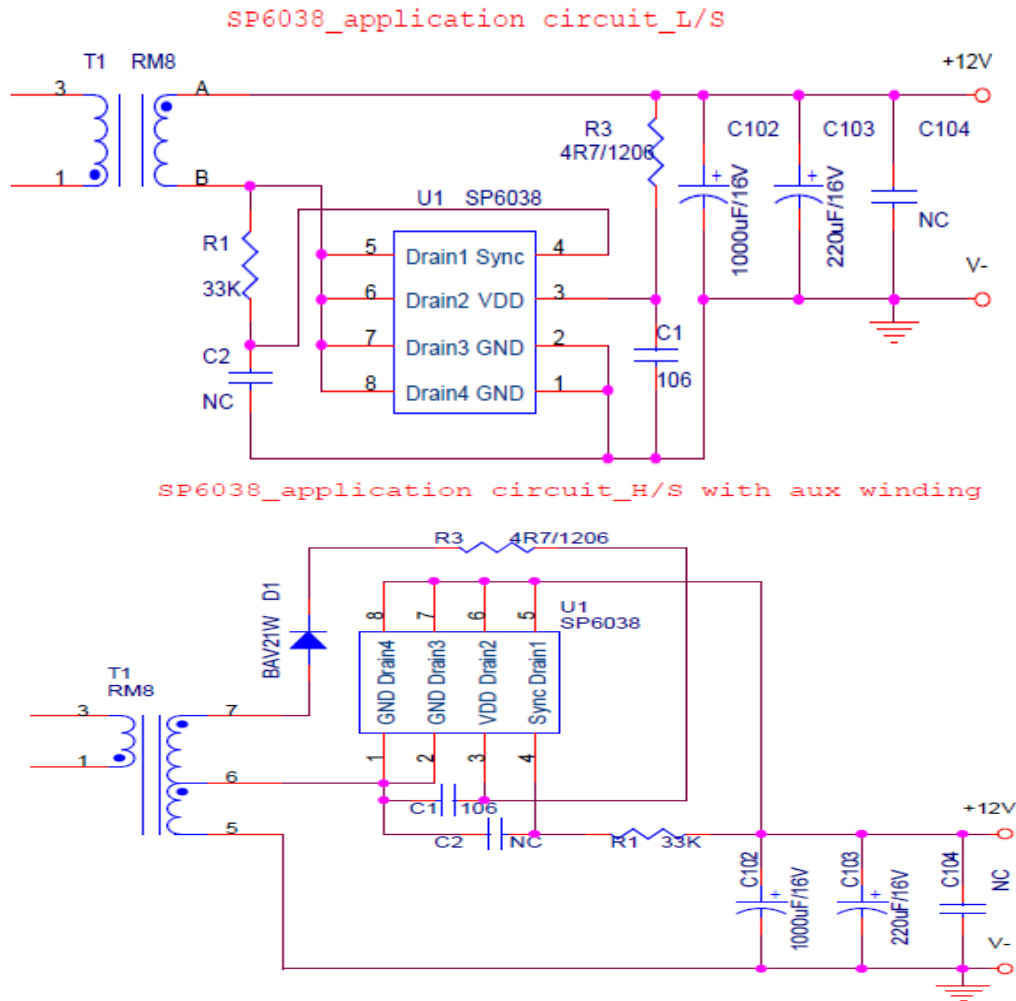 SP6038_application circuit_L/S
T1 RM8
3 A
1 B
+12V
R3
4R7/1206
C102
1000uF/16V
C103
220uF/16V
C104
NC
+
+
V-
R1
33K
C2
NC
U1 SP6038
5 Drain1 Sync 4
6 Drain2 VDD 3
7 Drain3 GND 2
8 Drain4 GND 1
C1
106
SP6038_application circuit_H/S with aux winding
R3 4R7/1206
BAV21W D1
8 7 6 5
U1
SP6038
GND Drain4
GND Drain3
VDD Drain2
Sync Drain1
1 2 3 4
T1
RM8
3 7
1 6
5
C1 106
C2 NC
R1 33K
+12V
C102
1000uF/16V
C103
220uF/16V
C104
NC
+
+
V-